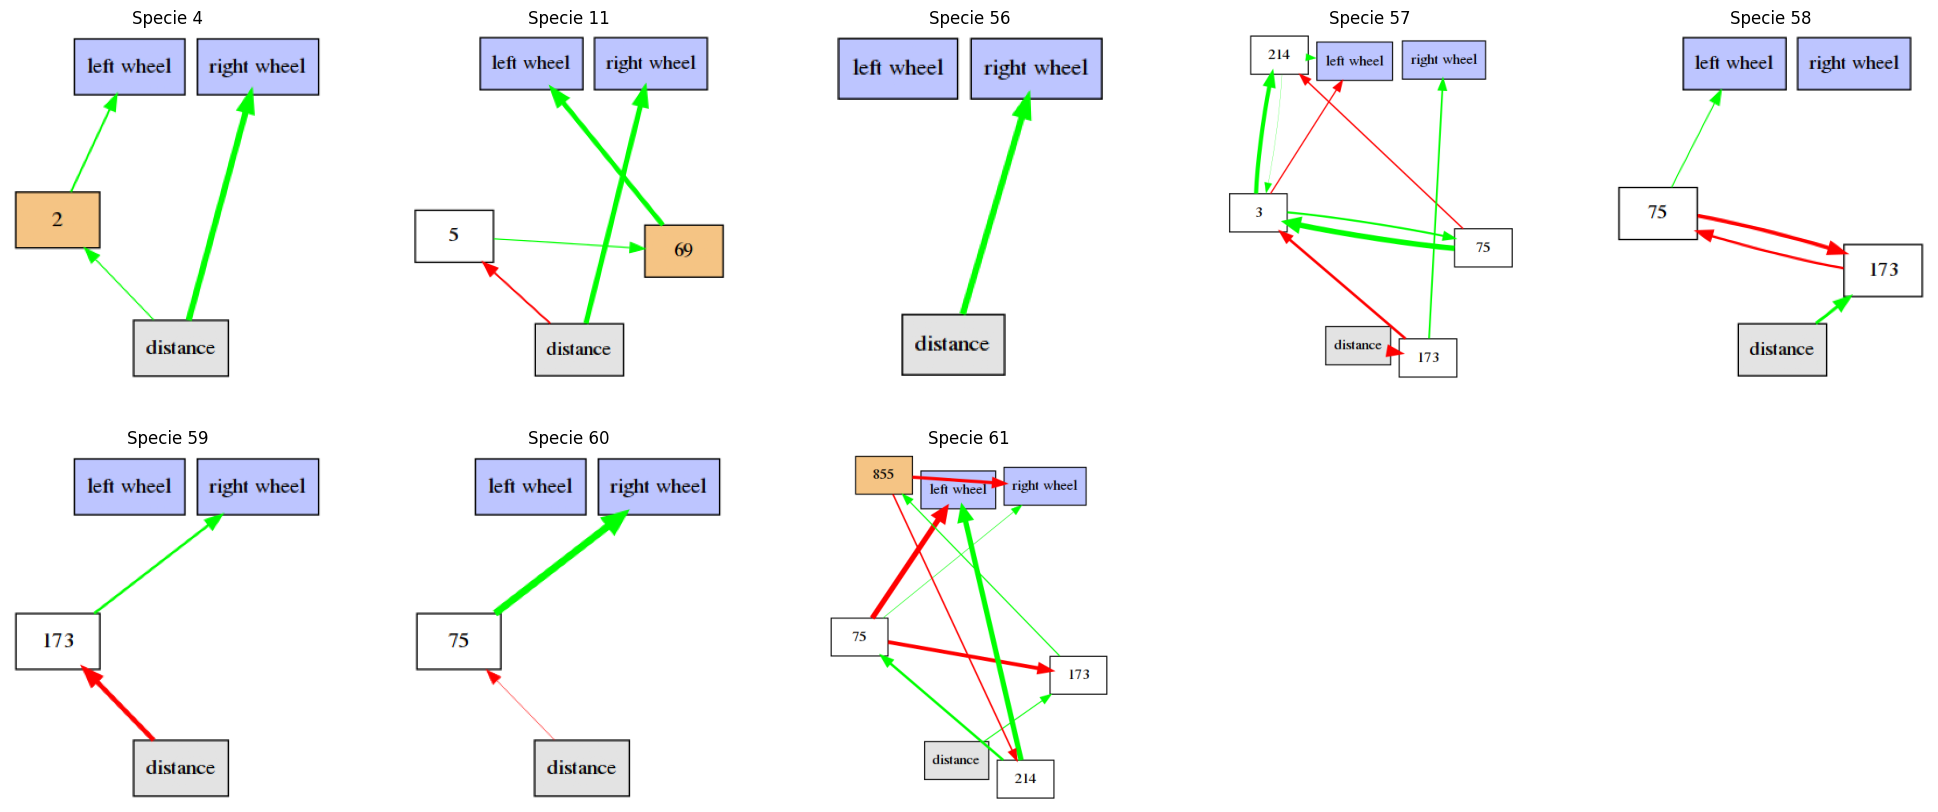 Specie 4
left wheel
right wheel
2
distance
Specie 11
left wheel
right wheel
5
69
distance
Specie 56
left wheel
right wheel
distance
Specie 57
214
left wheel
right wheel
3
75
distance
173
Specie 58
left wheel
right wheel
75
173
distance
Specie 59
left wheel
right wheel
173
distance
Specie 60
left wheel
right wheel
75
distance
Specie 61
855
left wheel
right wheel
75
173
distance
214